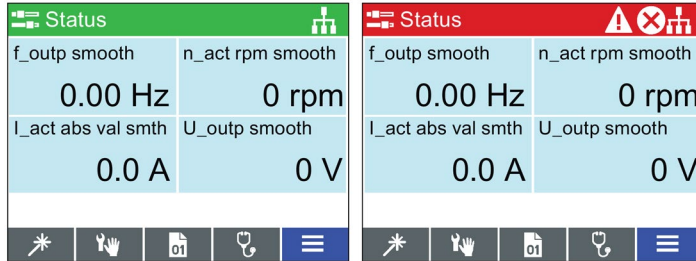 Status
f_outp smooth n_act rpm smooth
0.00 Hz 0 rpm
I_act abs val smth U_outp smooth
0.0 A 0 V
01
Status
f_outp smooth n_act rpm smooth
0.00 Hz 0 rpm
I_act abs val smth U_outp smooth
0.0 A 0 V
01